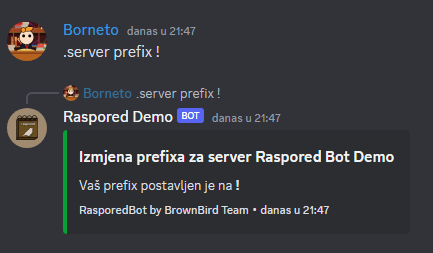 Borneto danas u 21:47
.server prefix !
Borneto .server prefix !
Raspored Demo BOT danas u 21:47
Izmjena prefixa za server Raspored Bot Demo
Vaš prefix postavljen je na !
RasporedBot by BrownBird Team • danas u 21:47